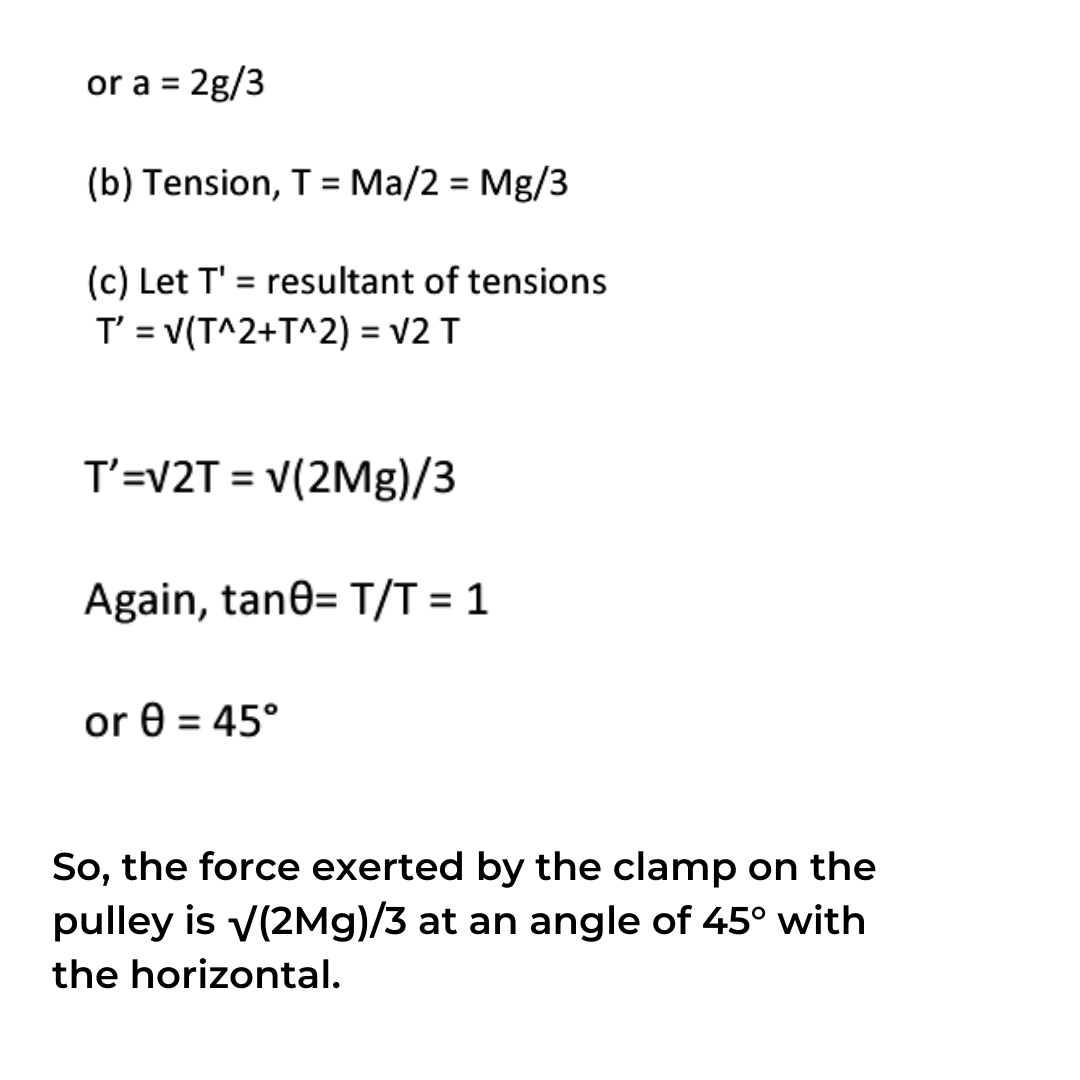 or a = 2g/3
(b) Tension, T = Ma/2 = Mg/3
(c) Let T' = resultant of tensions
T′ = √(T^2+T^2) = √2 T
T′=√2T = √(2Mg)/3
Again, tanθ= T/T = 1
or θ = 45°
So, the force exerted by the clamp on the
pulley is √(2Mg)/3 at an angle of 45° with
the horizontal.